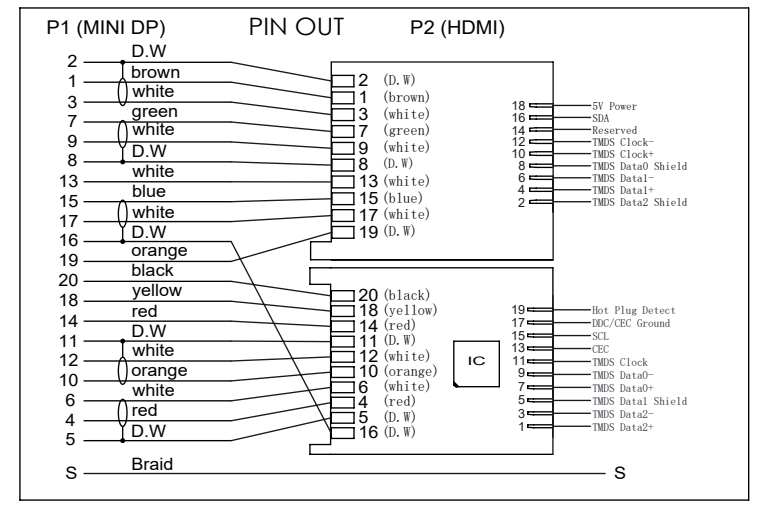 P1 (MINI DP) PIN OUT P2 (HDMI)
2 D.W 2 (D.W)
1 brown 1 (brown)
3 white 3 (white)
7 green 7 (green)
9 white 9 (white)
8 D.W 8 (D.W)
13 white 13 (white)
15 blue 15 (blue)
17 white 17 (white)
16 D.W 19 (D.W)
19 orange
20 black 20 (black)
18 yellow 18 (yellow)
14 red 14 (red)
11 D.W 11 (D.W)
12 white 12 (white)
10 orange 10 (orange)
6 white 6 (white)
4 red 4 (red)
5 D.W 5 (D.W)
16 (D.W)
S Braid S
18 5V Power
16 SDA
14 Reserved
12 TMDS Clock-
10 TMDS Clock+
8 TMDS Data0 Shield
6 TMDS Data1-
4 TMDS Data1+
2 TMDS Data2 Shield
IC
19 Hot Plug Detect
17 DDC/CEC Ground
15 SCL
13 CEC
11 TMDS Clock
9 TMDS Data0-
7 TMDS Data0+
5 TMDS Data1 Shield
3 TMDS Data2-
1 TMDS Data2+